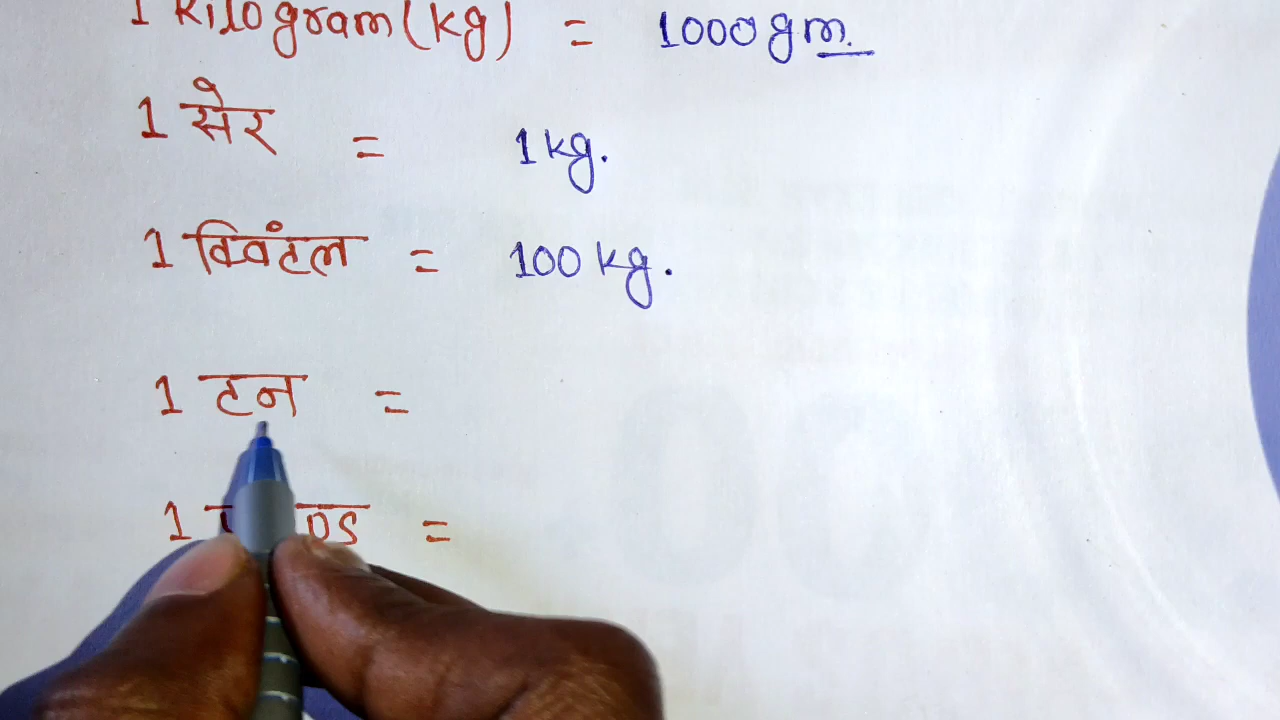 1 Kilogram (kg) = 1000 gm.
1 सेर = 1 kg.
1 क्विंटल = 100 kg.
1 टन =
1 =